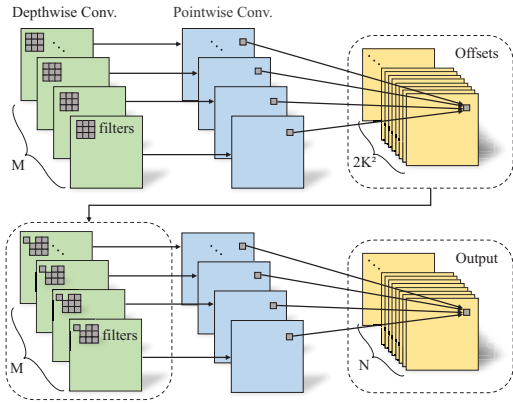 Depthwise Conv. Pointwise Conv.
Offsets
filters
M
2K²
Output
filters
M
N